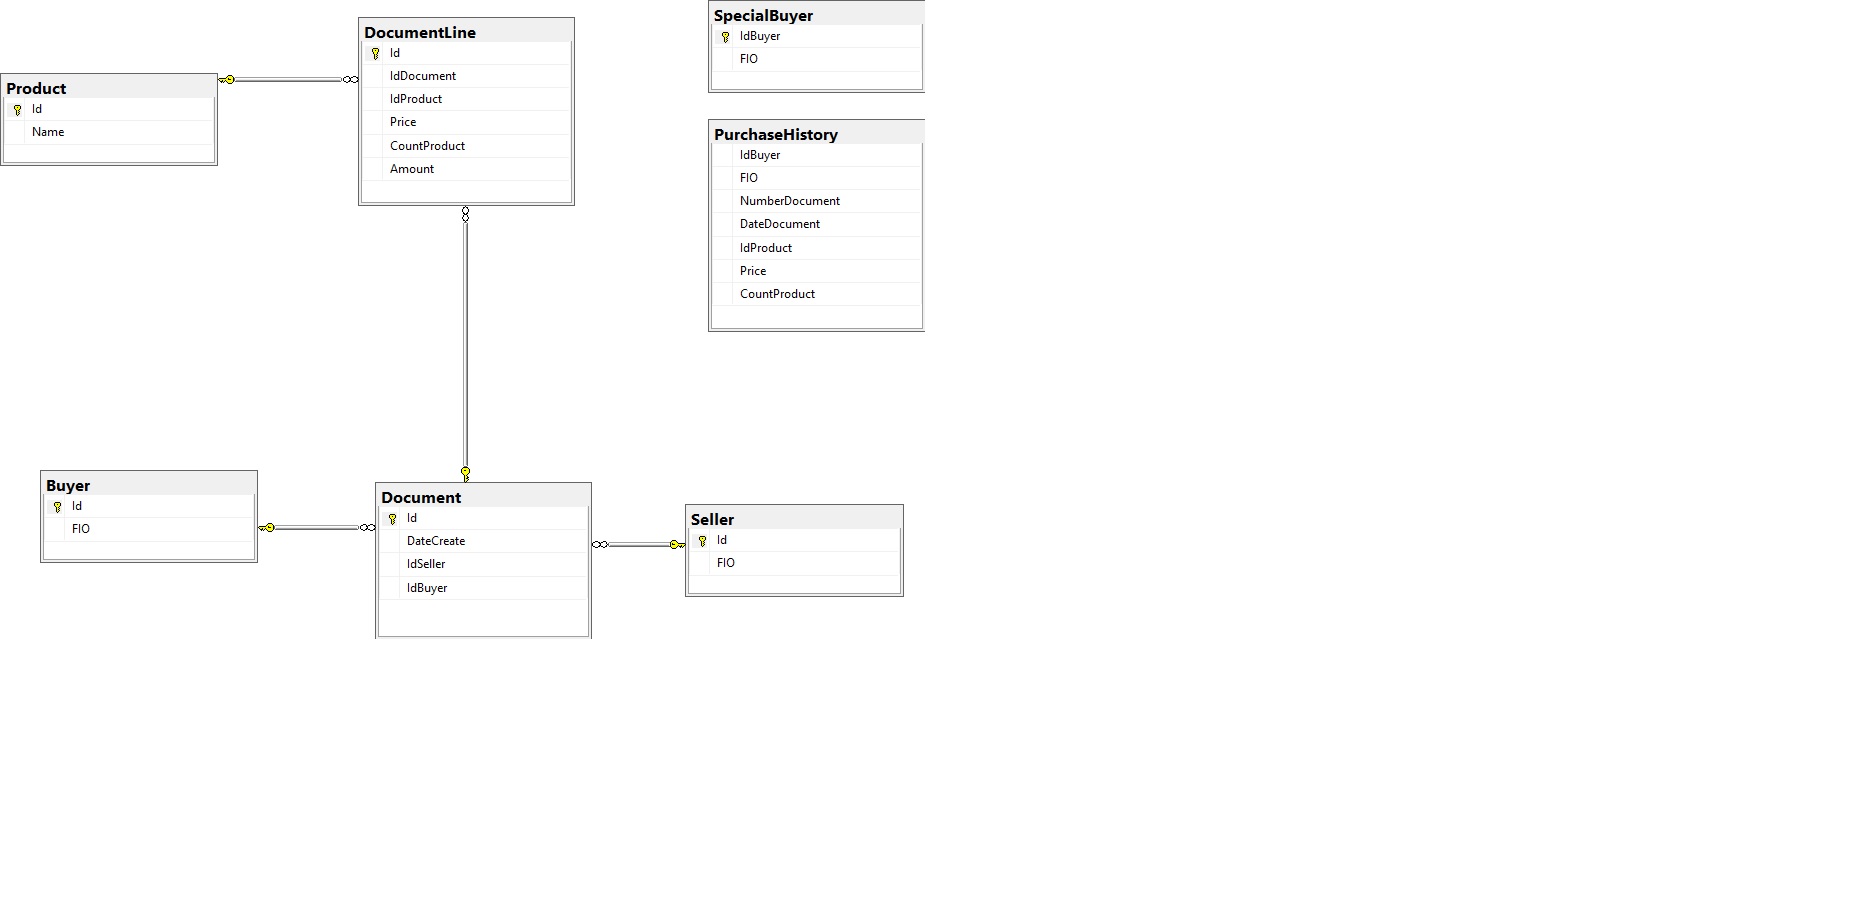 DocumentLine
Id
IdDocument
IdProduct
Price
CountProduct
Amount
SpecialBuyer
IdBuyer
FIO
Product
Id
Name
PurchaseHistory
IdBuyer
FIO
NumberDocument
DateDocument
IdProduct
Price
CountProduct
Buyer
Id
FIO
Document
Id
DateCreate
IdSeller
IdBuyer
Seller
Id
FIO